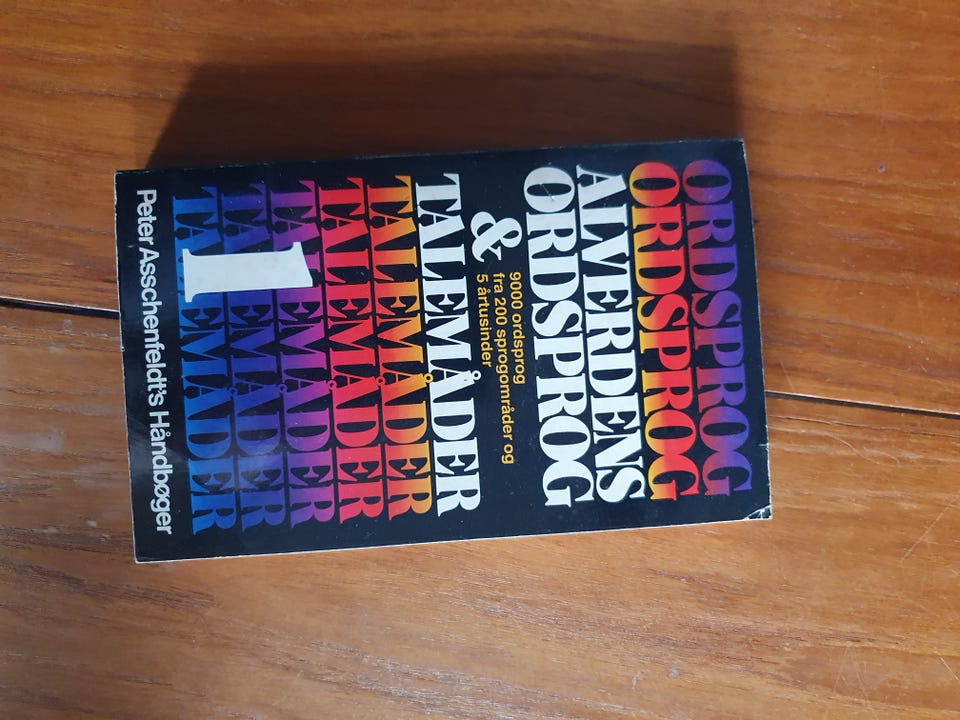 ORDSPROG
ORDSPROG
ALVERDENS
ORDSPROG
9000 ordsprog
& fra 200 sprogområder og
5 årtusinder
TALEMÅDER
TALEMÅDER
TALEMÅDER
TALEMÅDER
TALEMÅDER
TALEMÅDER
1
Peter Asschenfeldt's Håndbøger